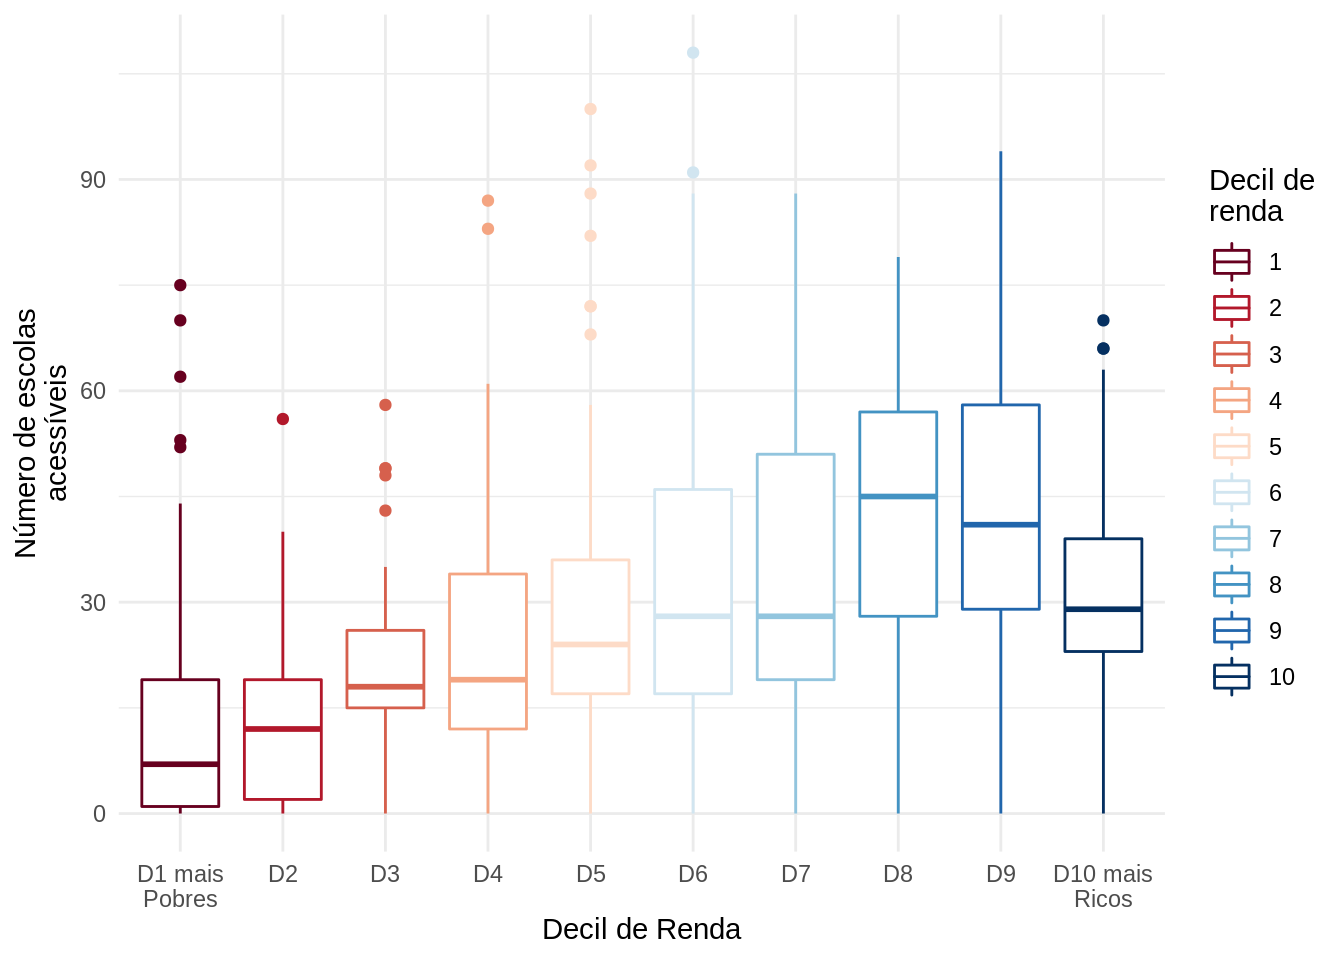 Número de escolas
acessíveis
90
60
30
0
D1 mais
Pobres
D2
D3
D4
D5
D6
D7
D8
D9
D10 mais
Ricos
Decil de Renda
Decil de
renda
1
2
3
4
5
6
7
8
9
10